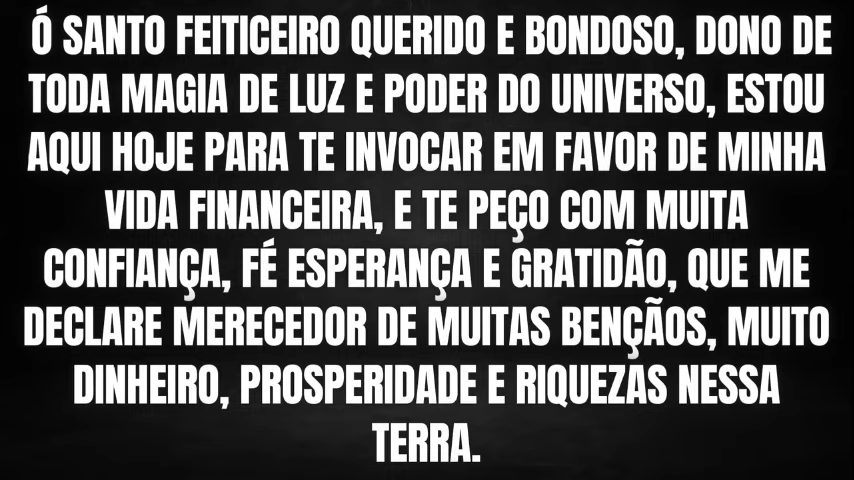 Ó SANTO FEITICEIRO QUERIDO E BONDOSO, DONO DE
TODA MAGIA DE LUZ E PODER DO UNIVERSO, ESTOU
AQUI HOJE PARA TE INVOCAR EM FAVOR DE MINHA
VIDA FINANCEIRA, E TE PEÇO COM MUITA
CONFIANÇA, FÉ ESPERANÇA E GRATIDÃO, QUE ME
DECLARE MERECEDOR DE MUITAS BENÇÃOS, MUITO
DINHEIRO, PROSPERIDADE E RIQUEZAS NESSA
TERRA.